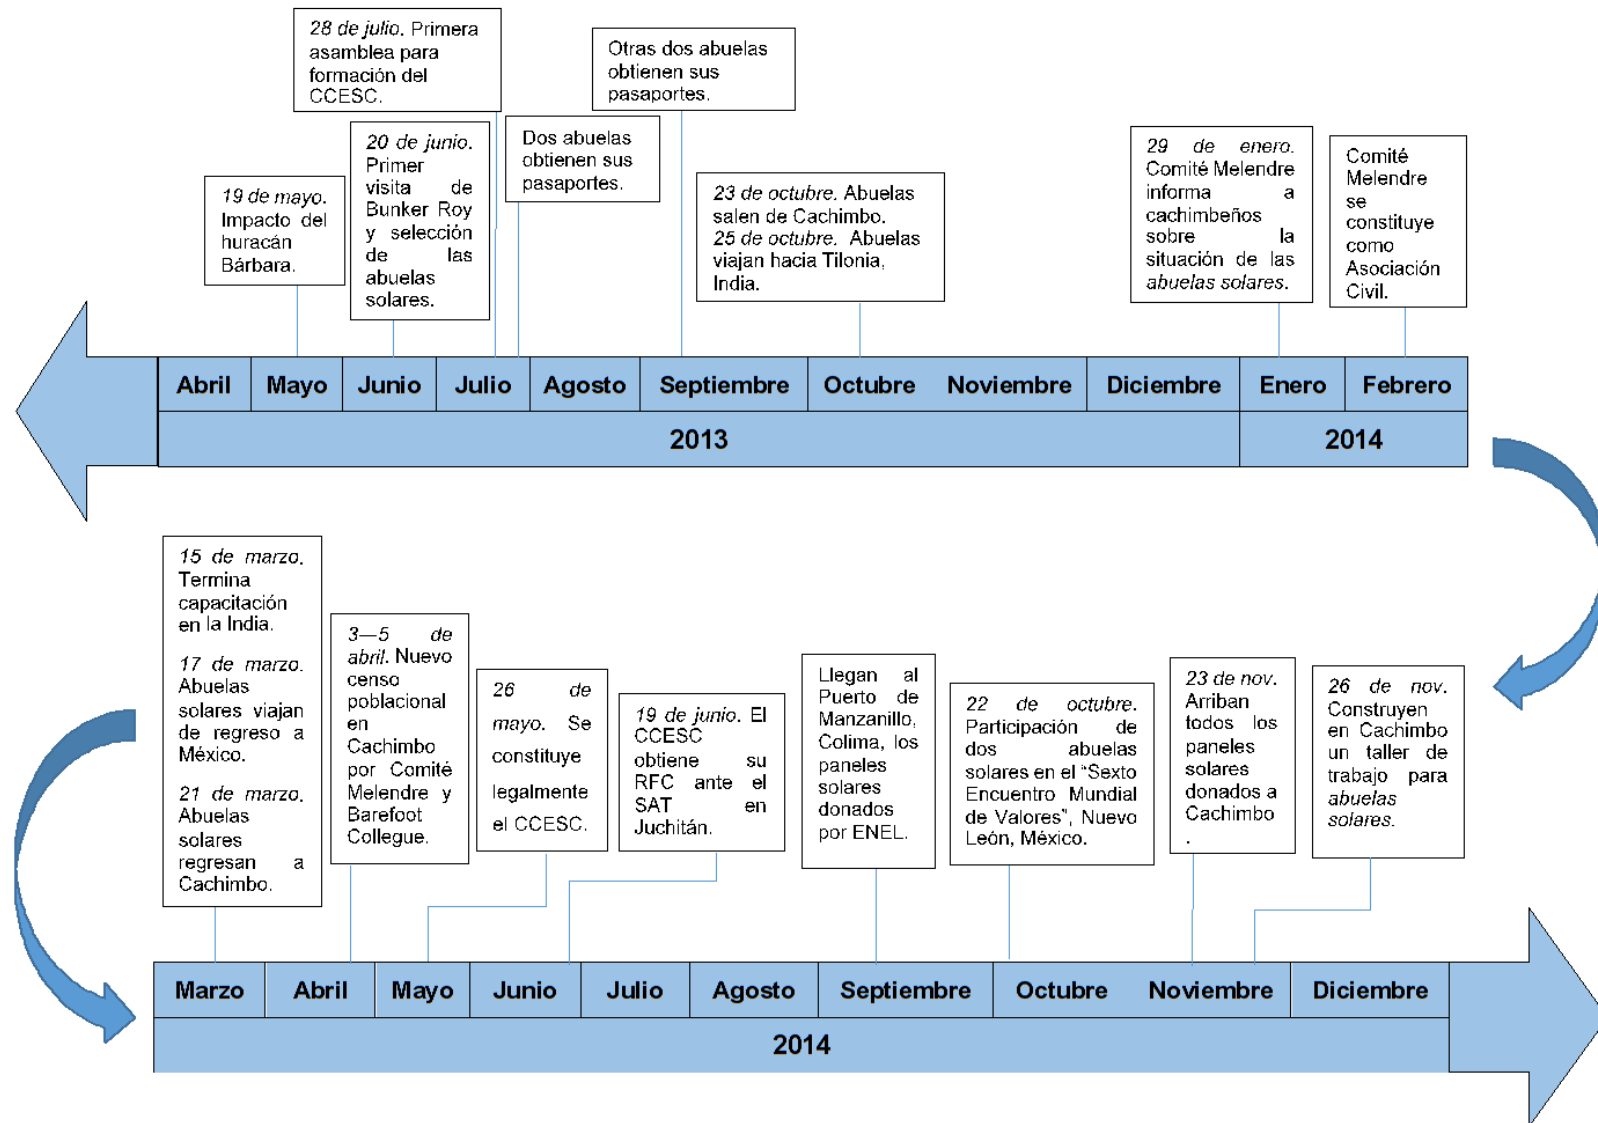 28 de julio. Primera
asamblea para
formación del
CCESC.
Otras dos abuelas
obtienen sus
pasaportes.
19 de mayo.
Impacto del
huracán
Bárbara.
20 de junio.
Primer
visita de
Bunker Roy
y selección
de las
abuelas
solares.
Dos abuelas
obtienen sus
pasaportes.
23 de octubre. Abuelas
salen de Cachimbo.
25 de octubre. Abuelas
viajan hacia Tilonia,
India.
29 de enero.
Comité Melendre
informa a
cachimbeños
sobre la
situación de las
abuelas solares.
Comité
Melendre
se
constituye
como
Asociación
Civil.
Abril Mayo Junio Julio Agosto Septiembre Octubre Noviembre Diciembre Enero Febrero
2013 2014
15 de marzo.
Termina
capacitación
en la India.
17 de marzo.
Abuelas
solares viajan
de regreso a
México.
21 de marzo.
Abuelas
solares
regresan a
Cachimbo.
3—5 de
abril. Nuevo
censo
poblacional
en
Cachimbo
por Comité
Melendre y
Barefoot
Collegue.
26 de
mayo. Se
constituye
legalmente
el CCESC.
19 de junio. El
CCESC
obtiene su
RFC ante el
SAT en
Juchitán.
Llegan al
Puerto de
Manzanillo,
Colima, los
paneles
solares
donados
por ENEL.
22 de octubre.
Participación de
dos abuelas
solares en el “Sexto
Encuentro Mundial
de Valores”, Nuevo
León, México.
23 de nov.
Arriban
todos los
paneles
solares
donados a
Cachimbo
.
26 de nov.
Construyen
en Cachimbo
un taller de
trabajo para
abuelas
solares.
Marzo Abril Mayo Junio Julio Agosto Septiembre Octubre Noviembre Diciembre
2014